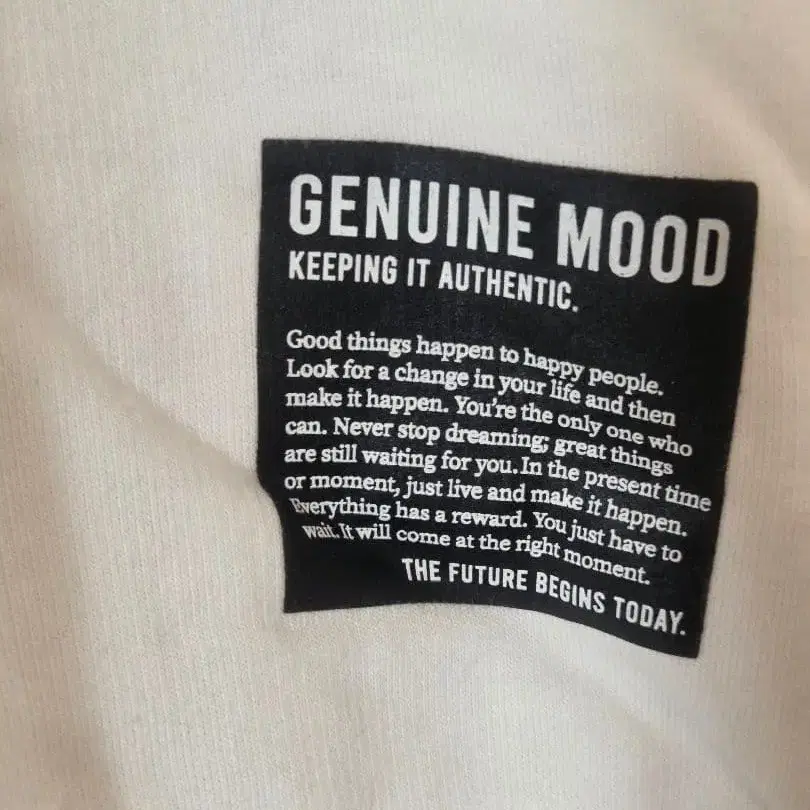 GENUINE MOOD
KEEPING IT AUTHENTIC.
Good things happen to happy people.
Look for a change in your life and then
make it happen. You're the only one who
can. Never stop dreaming; great things
are still waiting for you. In the present time
or moment, just live and make it happen.
Everything has a reward. You just have to
wait. It will come at the right moment.
THE FUTURE BEGINS TODAY.